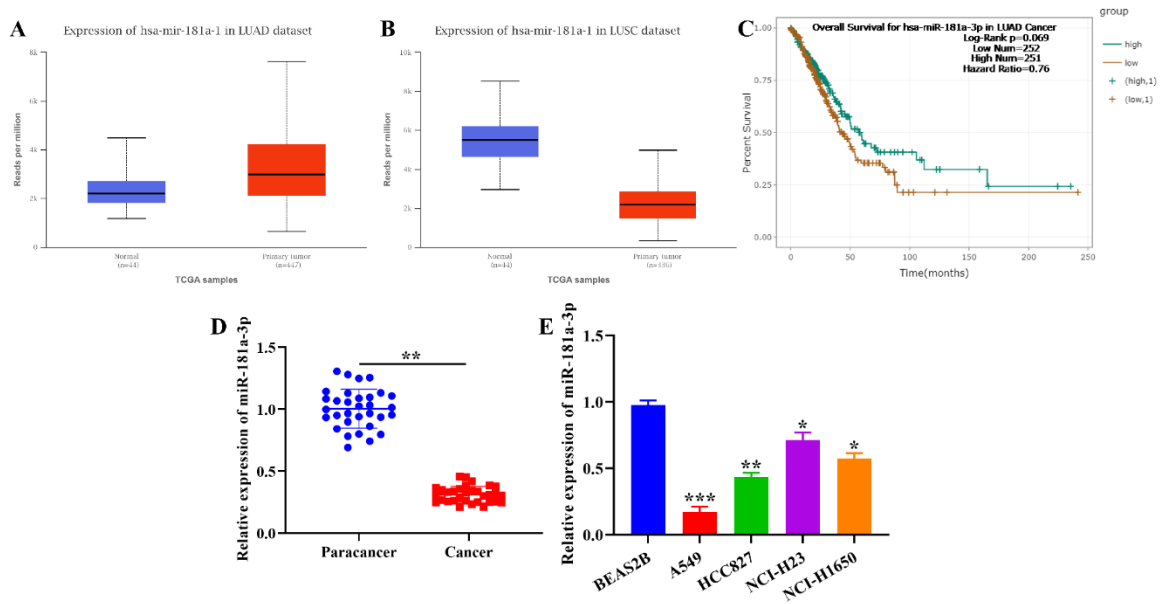 A
Expression of hsa-mir-181a-1 in LUAD dataset
Reads per million
8k
6k
4k
2k
0
Normal
(n=44)
Primary tumor
(n=447)
TCGA samples
B
Expression of hsa-mir-181a-1 in LUSC dataset
Reads per million
10k
8k
6k
4k
2k
0
Normal
(n=44)
Primary tumor
TCGA samples
C
Overall Survival for hsa-miR-181a-3p in LUAD Cancer
Log-Rank p=0.069
Low Num=252
High Num=251
Hazard Ratio=0.76
Percent Survival
1.00
0.75
0.50
0.25
0.00
0
50
100
150
200
250
Time(months)
group
high
low
(high,1)
(low,1)
D
Relative expression of miR-181a-3p
1.5
1.0
0.5
0.0
**
Paracancer
Cancer
E
Relative expression of miR-181a-3p
1.5
1.0
0.5
0.0
***
**
*
*
BEAS2B
A549
HCC827
NCI-H23
NCI-H1650